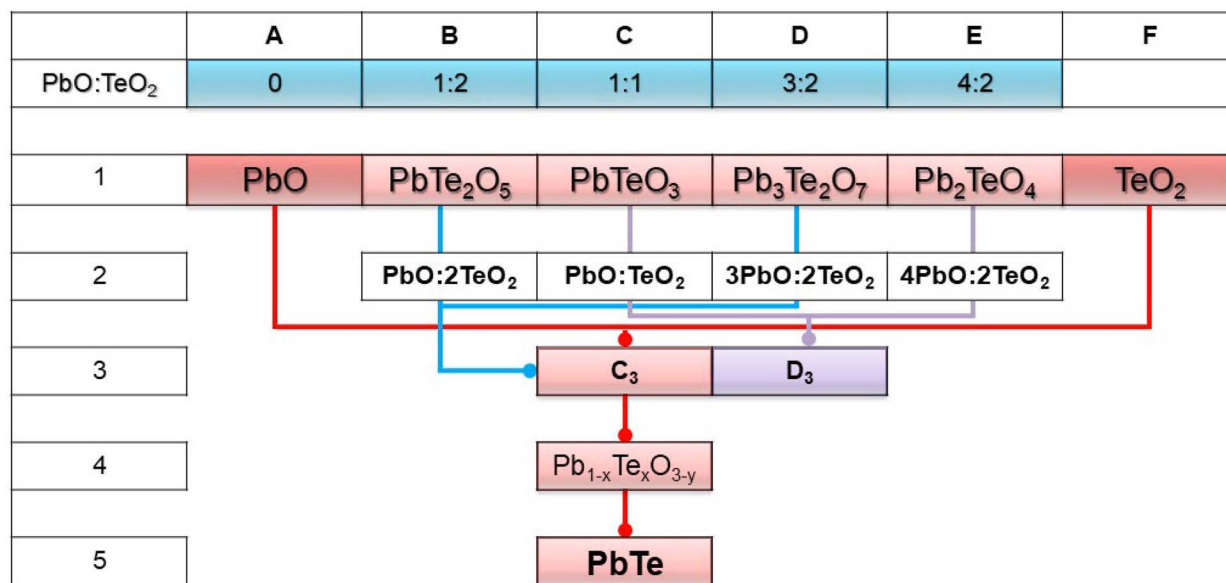 A B C D E F
PbO:TeO₂ 0 1:2 1:1 3:2 4:2
1 PbO PbTe₂O₅ PbTeO₃ Pb₃Te₂O₇ Pb₂TeO₄ TeO₂
2 PbO:2TeO₂ PbO:TeO₂ 3PbO:2TeO₂ 4PbO:2TeO₂
3 C₃ D₃
4 Pb₁₋ₓTeₓO₃₋y
5 PbTe